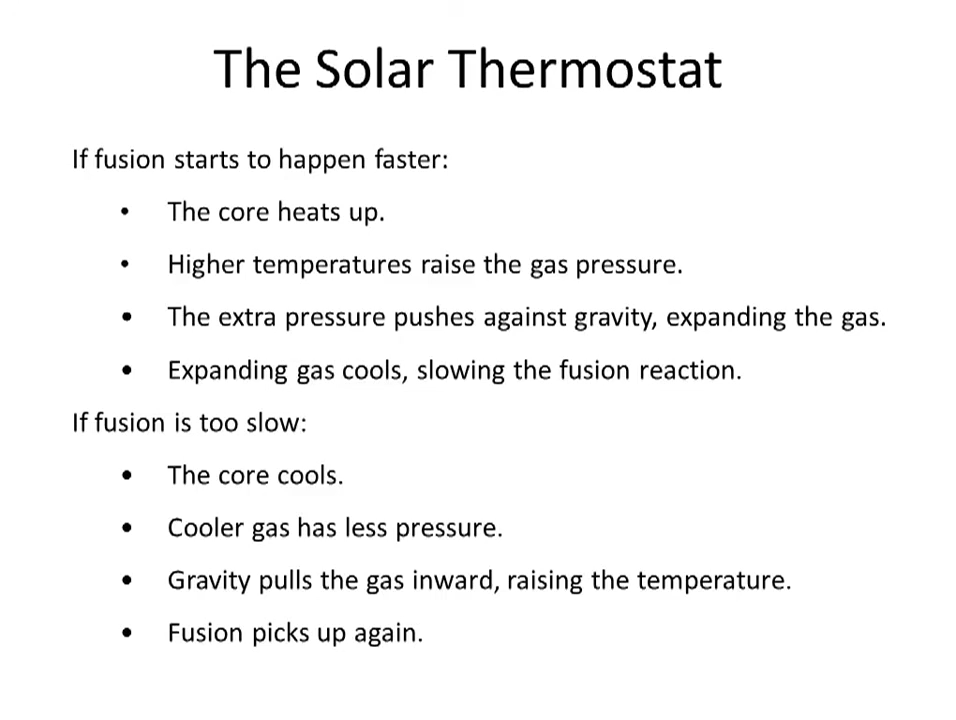 The Solar Thermostat
If fusion starts to happen faster:
• The core heats up.
• Higher temperatures raise the gas pressure.
• The extra pressure pushes against gravity, expanding the gas.
• Expanding gas cools, slowing the fusion reaction.
If fusion is too slow:
• The core cools.
• Cooler gas has less pressure.
• Gravity pulls the gas inward, raising the temperature.
• Fusion picks up again.